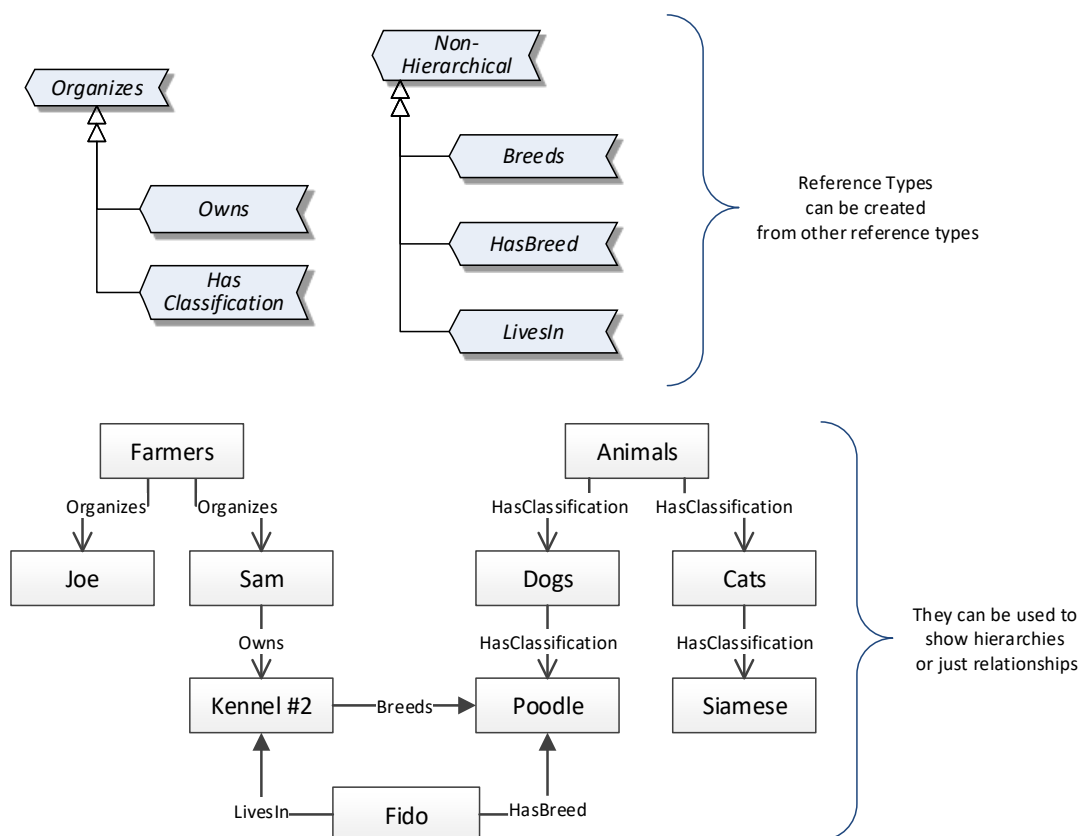 Organizes
Owns
Has
Classification
Non-
Hierarchical
Breeds
HasBreed
LivesIn
Reference Types
can be created
from other reference types
Farmers
Animals
Organizes
Organizes
HasClassification
HasClassification
Joe
Sam
Dogs
Cats
Owns
HasClassification
HasClassification
Kennel #2
Breeds
Poodle
Siamese
LivesIn
Fido
HasBreed
They can be used to
show hierarchies
or just relationships